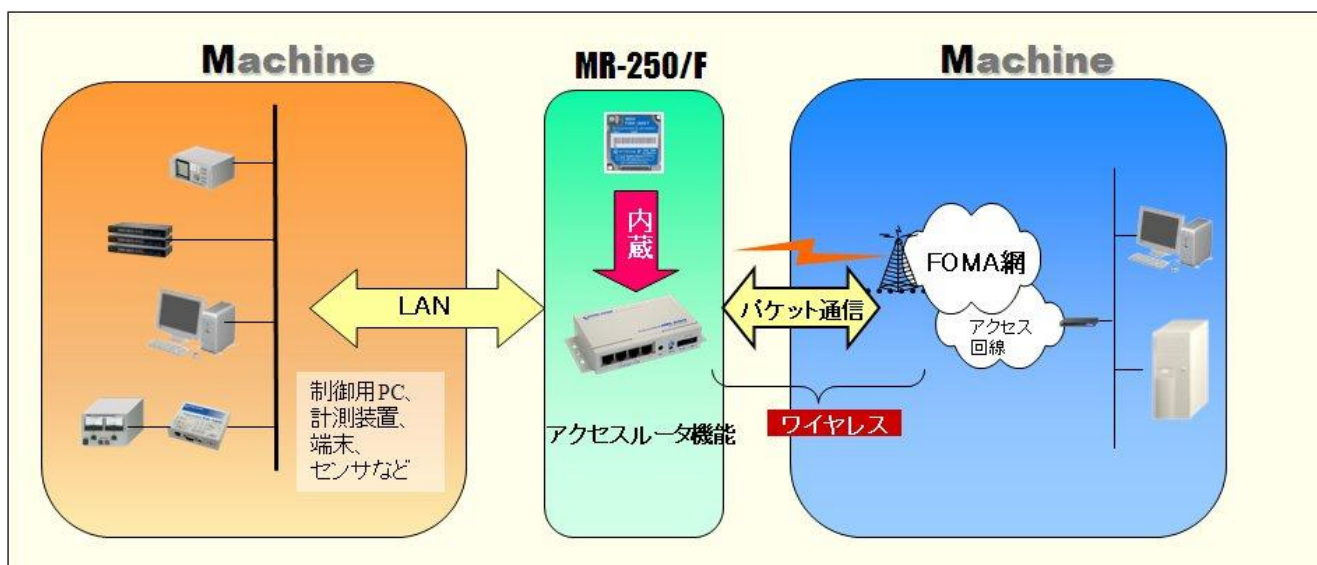 Machine
MR-250/F
Machine
内蔵
FOMA網
LAN
パケット通信
アクセス
回線
制御用PC、
計測装置、
端末、
センサなど
アクセスルータ機能
ワイヤレス